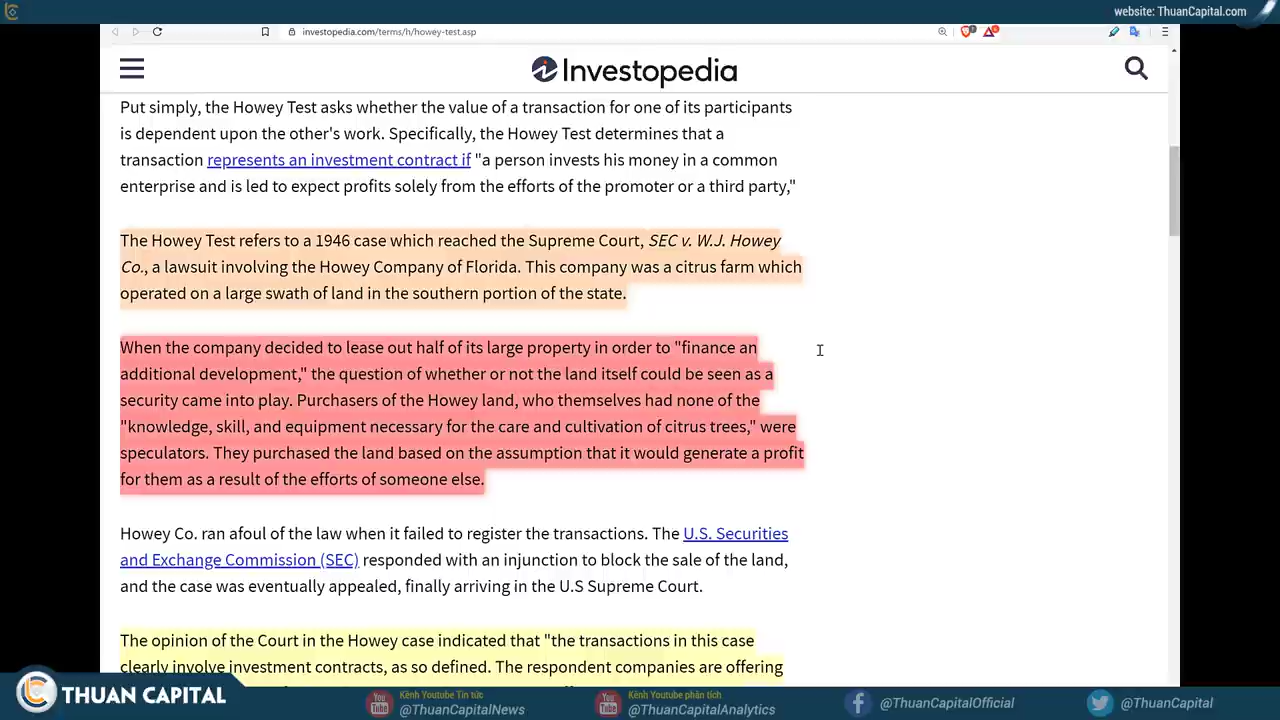 website: ThuanCapital.com
investopedia.com/terms/h/howey-test.asp
Investopedia
Put simply, the Howey Test asks whether the value of a transaction for one of its participants
is dependent upon the other's work. Specifically, the Howey Test determines that a
transaction represents an investment contract if "a person invests his money in a common
enterprise and is led to expect profits solely from the efforts of the promoter or a third party,"
The Howey Test refers to a 1946 case which reached the Supreme Court, SEC v. W.J. Howey
Co., a lawsuit involving the Howey Company of Florida. This company was a citrus farm which
operated on a large swath of land in the southern portion of the state.
When the company decided to lease out half of its large property in order to "finance an
additional development," the question of whether or not the land itself could be seen as a
security came into play. Purchasers of the Howey land, who themselves had none of the
"knowledge, skill, and equipment necessary for the care and cultivation of citrus trees," were
speculators. They purchased the land based on the assumption that it would generate a profit
for them as a result of the efforts of someone else.
Howey Co. ran afoul of the law when it failed to register the transactions. The U.S. Securities
and Exchange Commission (SEC) responded with an injunction to block the sale of the land,
and the case was eventually appealed, finally arriving in the U.S Supreme Court.
The opinion of the Court in the Howey case indicated that "the transactions in this case
clearly involve investment contracts, as so defined. The respondent companies are offering
THUAN CAPITAL
You Tube
Kênh Youtube Tin tức
@ThuanCapitalNews
You Tube
Kênh Youtube phân tích
@ThuanCapitalAnalytics
@ThuanCapitalOfficial
@ThuanCapital